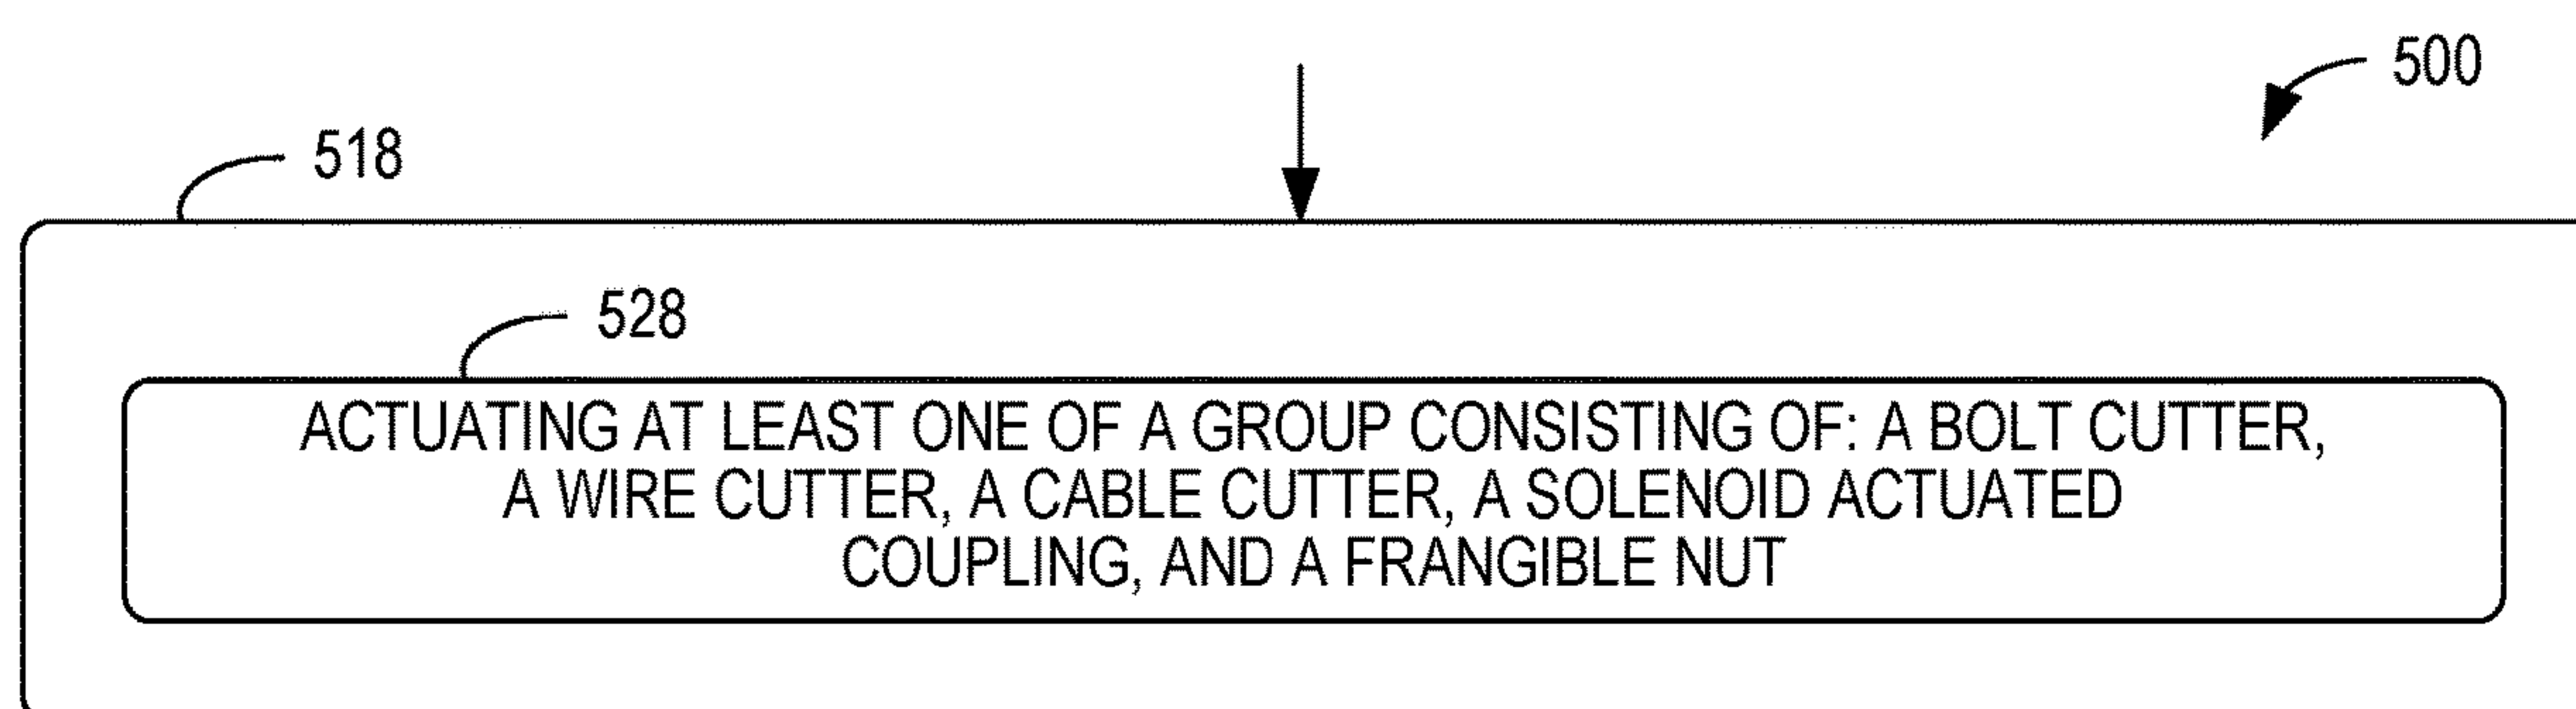 500
518
528
ACTUATING AT LEAST ONE OF A GROUP CONSISTING OF: A BOLT CUTTER,
A WIRE CUTTER, A CABLE CUTTER, A SOLENOID ACTUATED
COUPLING, AND A FRANGIBLE NUT